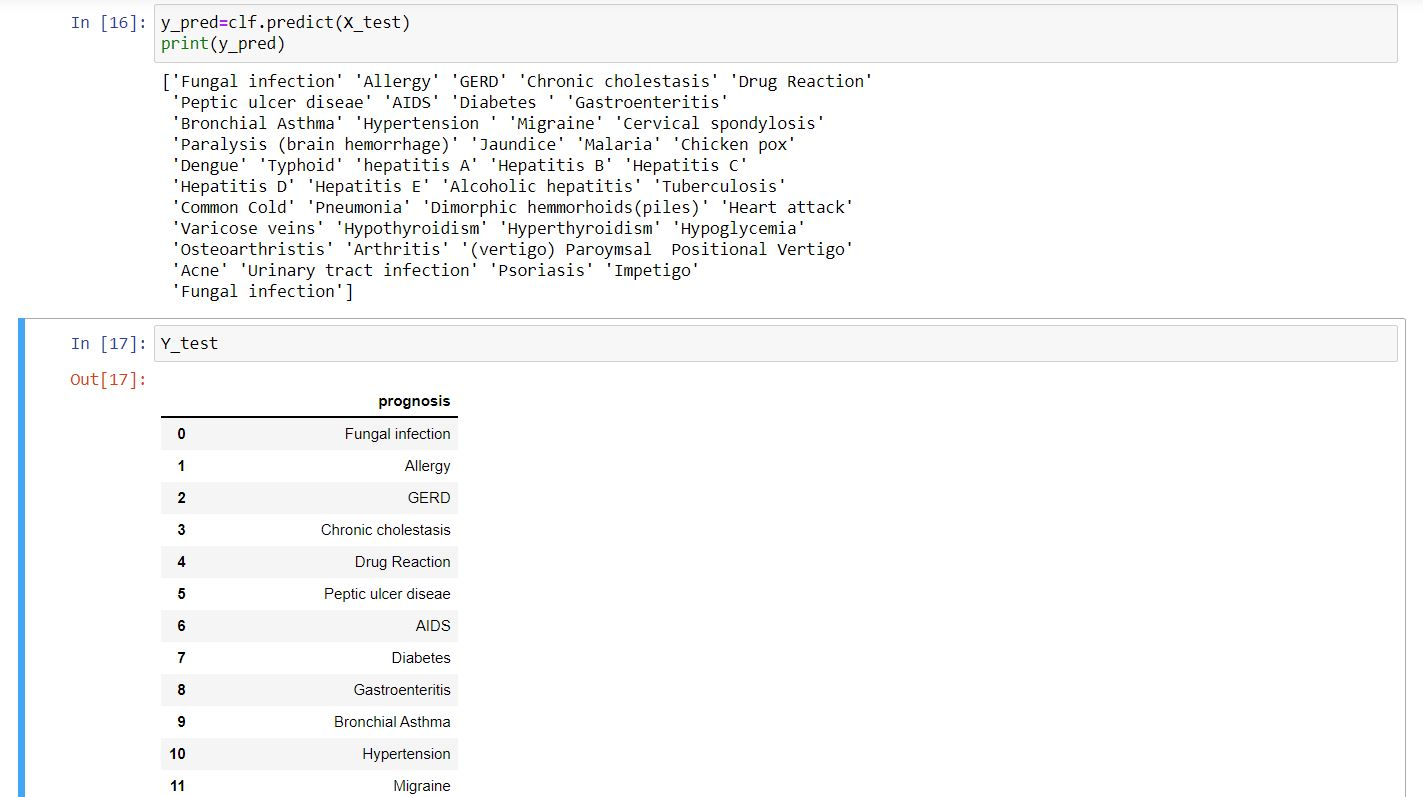 In [16]: y_pred=clf.predict(X_test)
print(y_pred)
['Fungal infection' 'Allergy' 'GERD' 'Chronic cholestasis' 'Drug Reaction'
'Peptic ulcer diseae' 'AIDS' 'Diabetes ' 'Gastroenteritis'
'Bronchial Asthma' 'Hypertension ' 'Migraine' 'Cervical spondylosis'
'Paralysis (brain hemorrhage)' 'Jaundice' 'Malaria' 'Chicken pox'
'Dengue' 'Typhoid' 'hepatitis A' 'Hepatitis B' 'Hepatitis C'
'Hepatitis D' 'Hepatitis E' 'Alcoholic hepatitis' 'Tuberculosis'
'Common Cold' 'Pneumonia' 'Dimorphic hemmorhoids(piles)' 'Heart attack'
'Varicose veins' 'Hypothyroidism' 'Hyperthyroidism' 'Hypoglycemia'
'Osteoarthristis' 'Arthritis' '(vertigo) Paroymsal  Positional Vertigo'
'Acne' 'Urinary tract infection' 'Psoriasis' 'Impetigo'
'Fungal infection']
In [17]: Y_test
Out[17]:
prognosis
0 Fungal infection
1 Allergy
2 GERD
3 Chronic cholestasis
4 Drug Reaction
5 Peptic ulcer diseae
6 AIDS
7 Diabetes
8 Gastroenteritis
9 Bronchial Asthma
10 Hypertension
11 Migraine